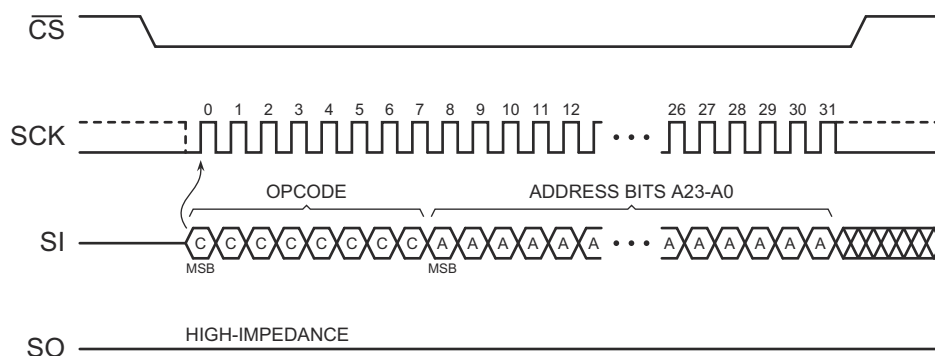 CS
0 1 2 3 4 5 6 7 8 9 10 11 12 26 27 28 29 30 31
SCK
OPCODE ADDRESS BITS A23-A0
SI C C C C C C C C A A A A A A A A A A A A
MSB MSB
HIGH-IMPEDANCE
SO